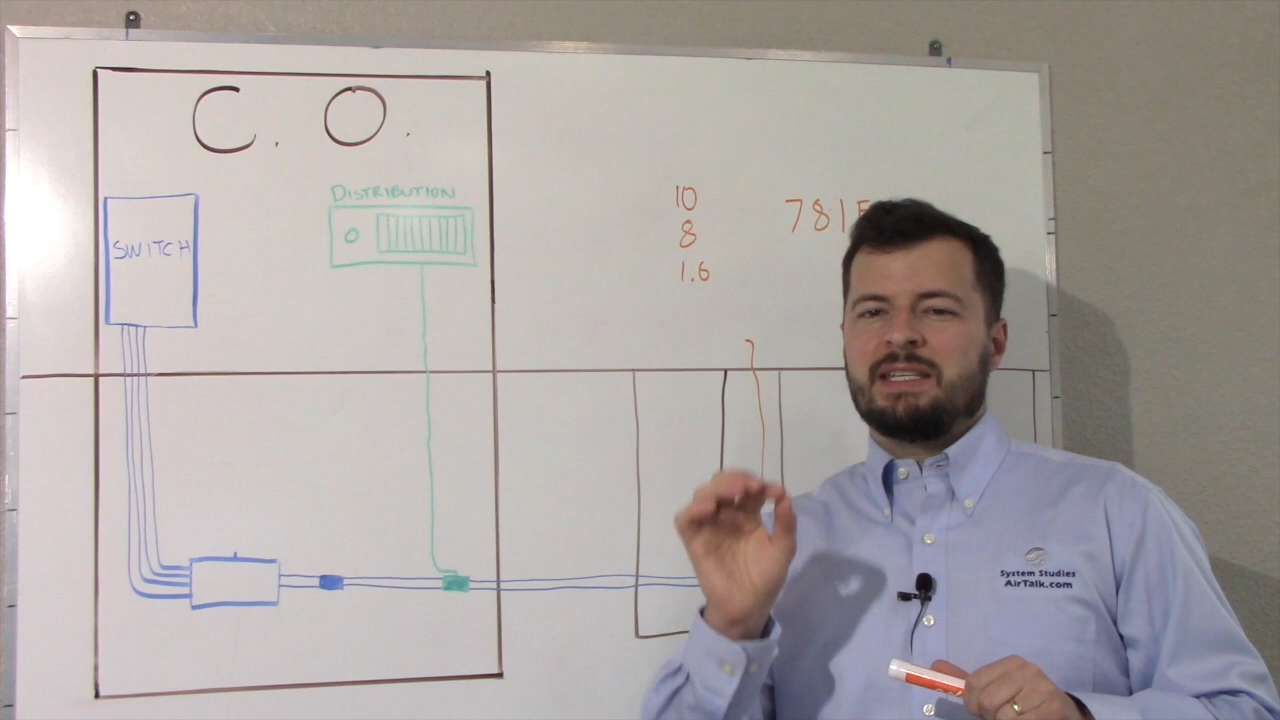 C. O.
DISTRIBUTION
SWITCH
10
8
1.6
781
System Studies
AirTalk.com